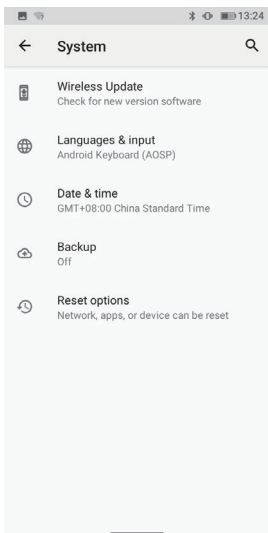 13:24
System
Wireless Update
Check for new version software
Languages & input
Android Keyboard (AOSP)
Date & time
GMT+08:00 China Standard Time
Backup
Off
Reset options
Network, apps, or device can be reset